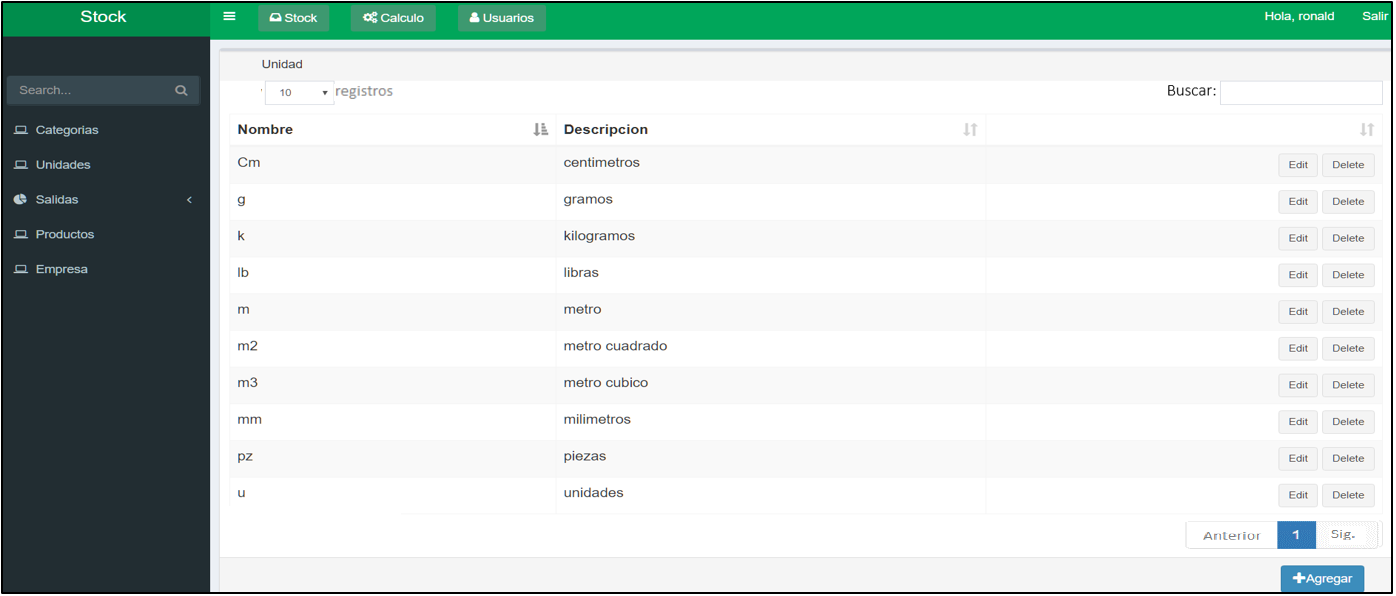 Stock
Stock Calculo Usuarios Hola, ronald Salir
Search...
Categorias
Unidades
Salidas
Productos
Empresa
Unidad
10 registros Buscar:
Nombre Descripcion
Cm centimetros Edit Delete
g gramos Edit Delete
k kilogramos Edit Delete
lb libras Edit Delete
m metro Edit Delete
m2 metro cuadrado Edit Delete
m3 metro cubico Edit Delete
mm milimetros Edit Delete
pz piezas Edit Delete
u unidades Edit Delete
Anterior 1 Sig.
+Agregar